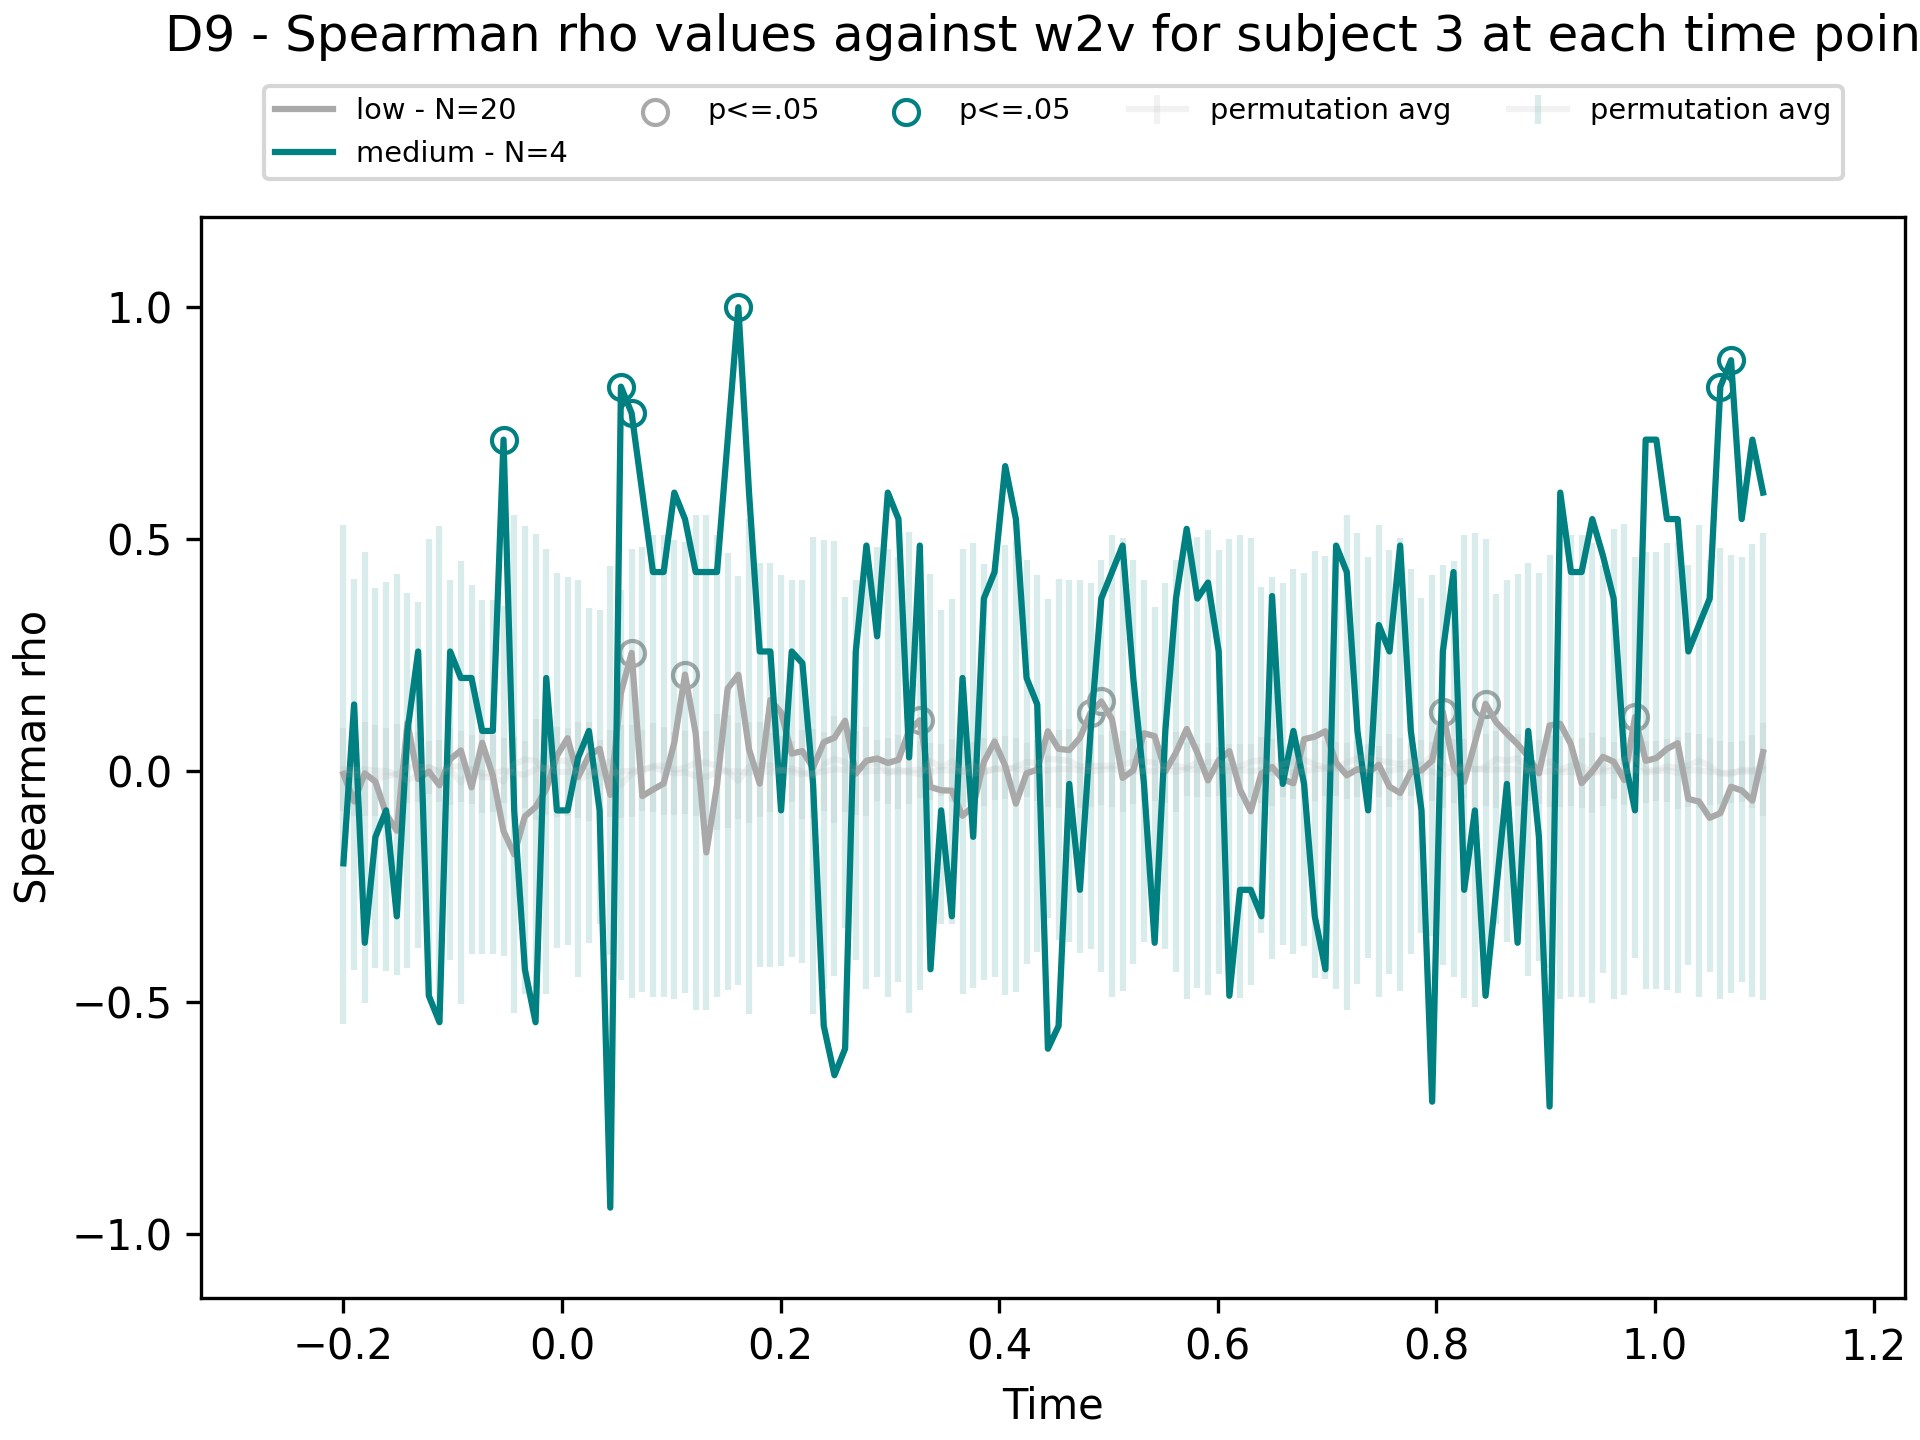 D9 - Spearman rho values against w2v for subject 3 at each time poin
low - N=20
medium - N=4
p<=.05
p<=.05
permutation avg
permutation avg
Spearman rho
1.0
0.5
0.0
−0.5
−1.0
−0.2
0.0
0.2
0.4
0.6
0.8
1.0
1.2
Time